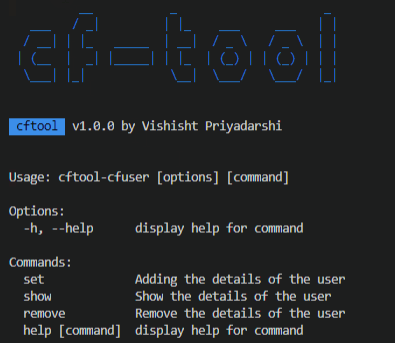 cf-tool
cftool v1.0.0 by Vishisht Priyadarshi
Usage: cftool-cfuser [options] [command]
Options:
-h, --help display help for command
Commands:
set Adding the details of the user
show Show the details of the user
remove Remove the details of the user
help [command] display help for command